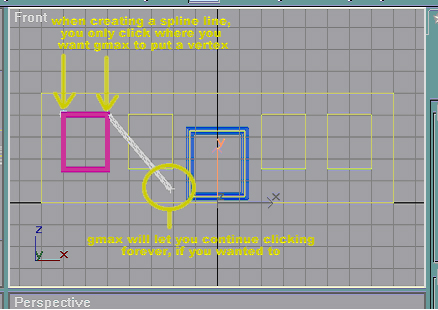 Front
when creating a spline line,
you only click where you
want gmax to put a vertex
y
x
z
y
x
gmax will let you continue clicking
forever, if you wanted to
Perspective